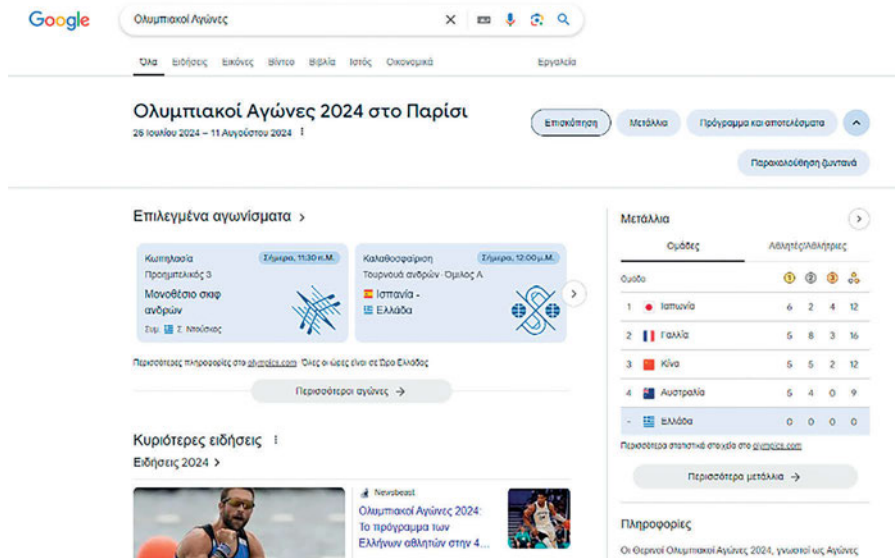 Google
Ολυμπιακοί Αγώνες
Όλα Ειδήσεις Εικόνες Βίντεο Βιβλία Ιστός Οικονομικά Εργαλεία
Ολυμπιακοί Αγώνες 2024 στο Παρίσι
26 Ιουλίου 2024 – 11 Αυγούστου 2024
Επισκόπηση Μετάλλια Πρόγραμμα και αποτελέσματα
Παρακολούθηση ζωντανά
Επιλεγμένα αγωνίσματα
Κωπηλασία Σήμερα, 11:30 π.μ.
Προημιτελικός 3
Μονοθέσιο σκιφ
ανδρών
Συμ. Σ. Ντούσκος
Καλαθοσφαίριση Σήμερα, 12:00 μ.μ.
Τουρνουά ανδρών · Όμιλος Α
Ισπανία -
Ελλάδα
Περισσότερες πληροφορίες στο olympics.com. Όλες οι ώρες είναι σε Ώρα Ελλάδος
Περισσότεροι αγώνες →
Κυριότερες ειδήσεις
Ειδήσεις 2024
Newsbeast
Ολυμπιακοί Αγώνες 2024:
Το πρόγραμμα των
Ελλήνων αθλητών στην 4...
Μετάλλια
Ομάδες Αθλητές/Αθλήτριες
Ομάδα 1 2 3
1 Ιαπωνία 6 2 4 12
2 Γαλλία 5 8 3 16
3 Κίνα 5 5 2 12
4 Αυστραλία 5 4 0 9
- Ελλάδα 0 0 0 0
Περισσότερα στατιστικά στοιχεία στο olympics.com
Περισσότερα μετάλλια →
Πληροφορίες
Οι Θερινοί Ολυμπιακοί Αγώνες 2024, γνωστοί ως Αγώνες